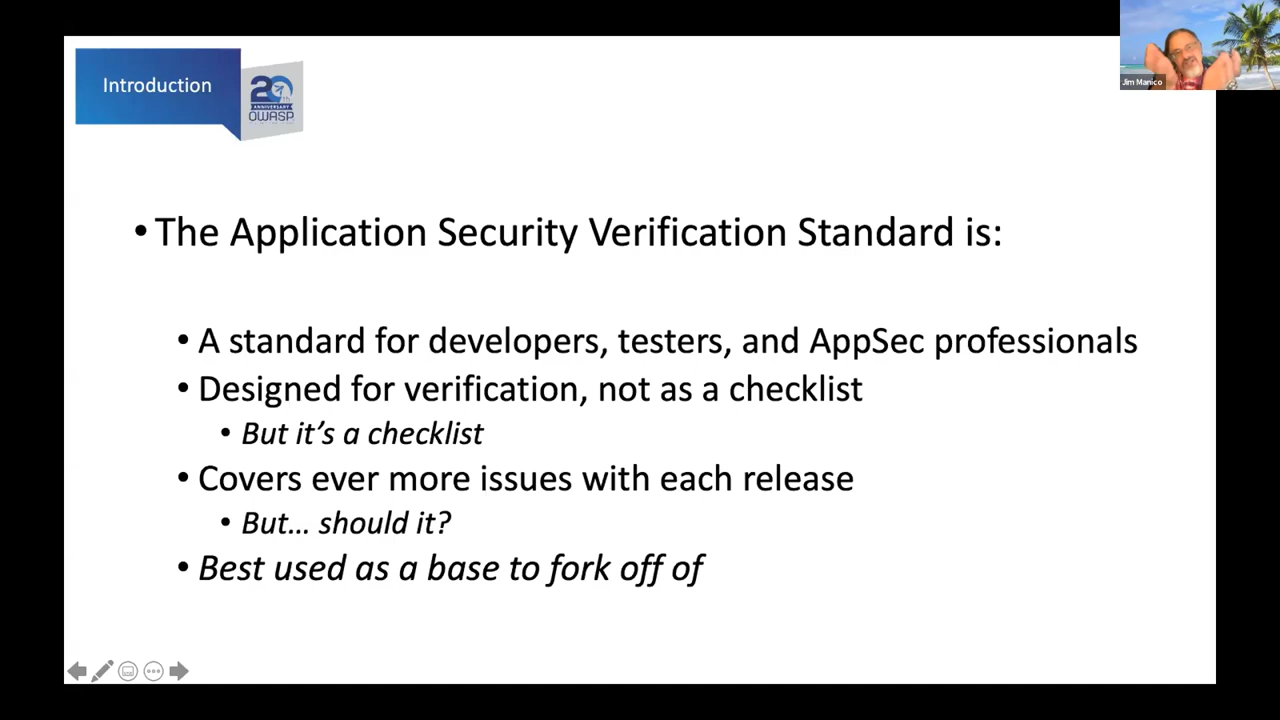 Introduction
20
th
ANNIVERSARY
OWASP
Jim Manico
• The Application Security Verification Standard is:
• A standard for developers, testers, and AppSec professionals
• Designed for verification, not as a checklist
• But it’s a checklist
• Covers ever more issues with each release
• But… should it?
• Best used as a base to fork off of